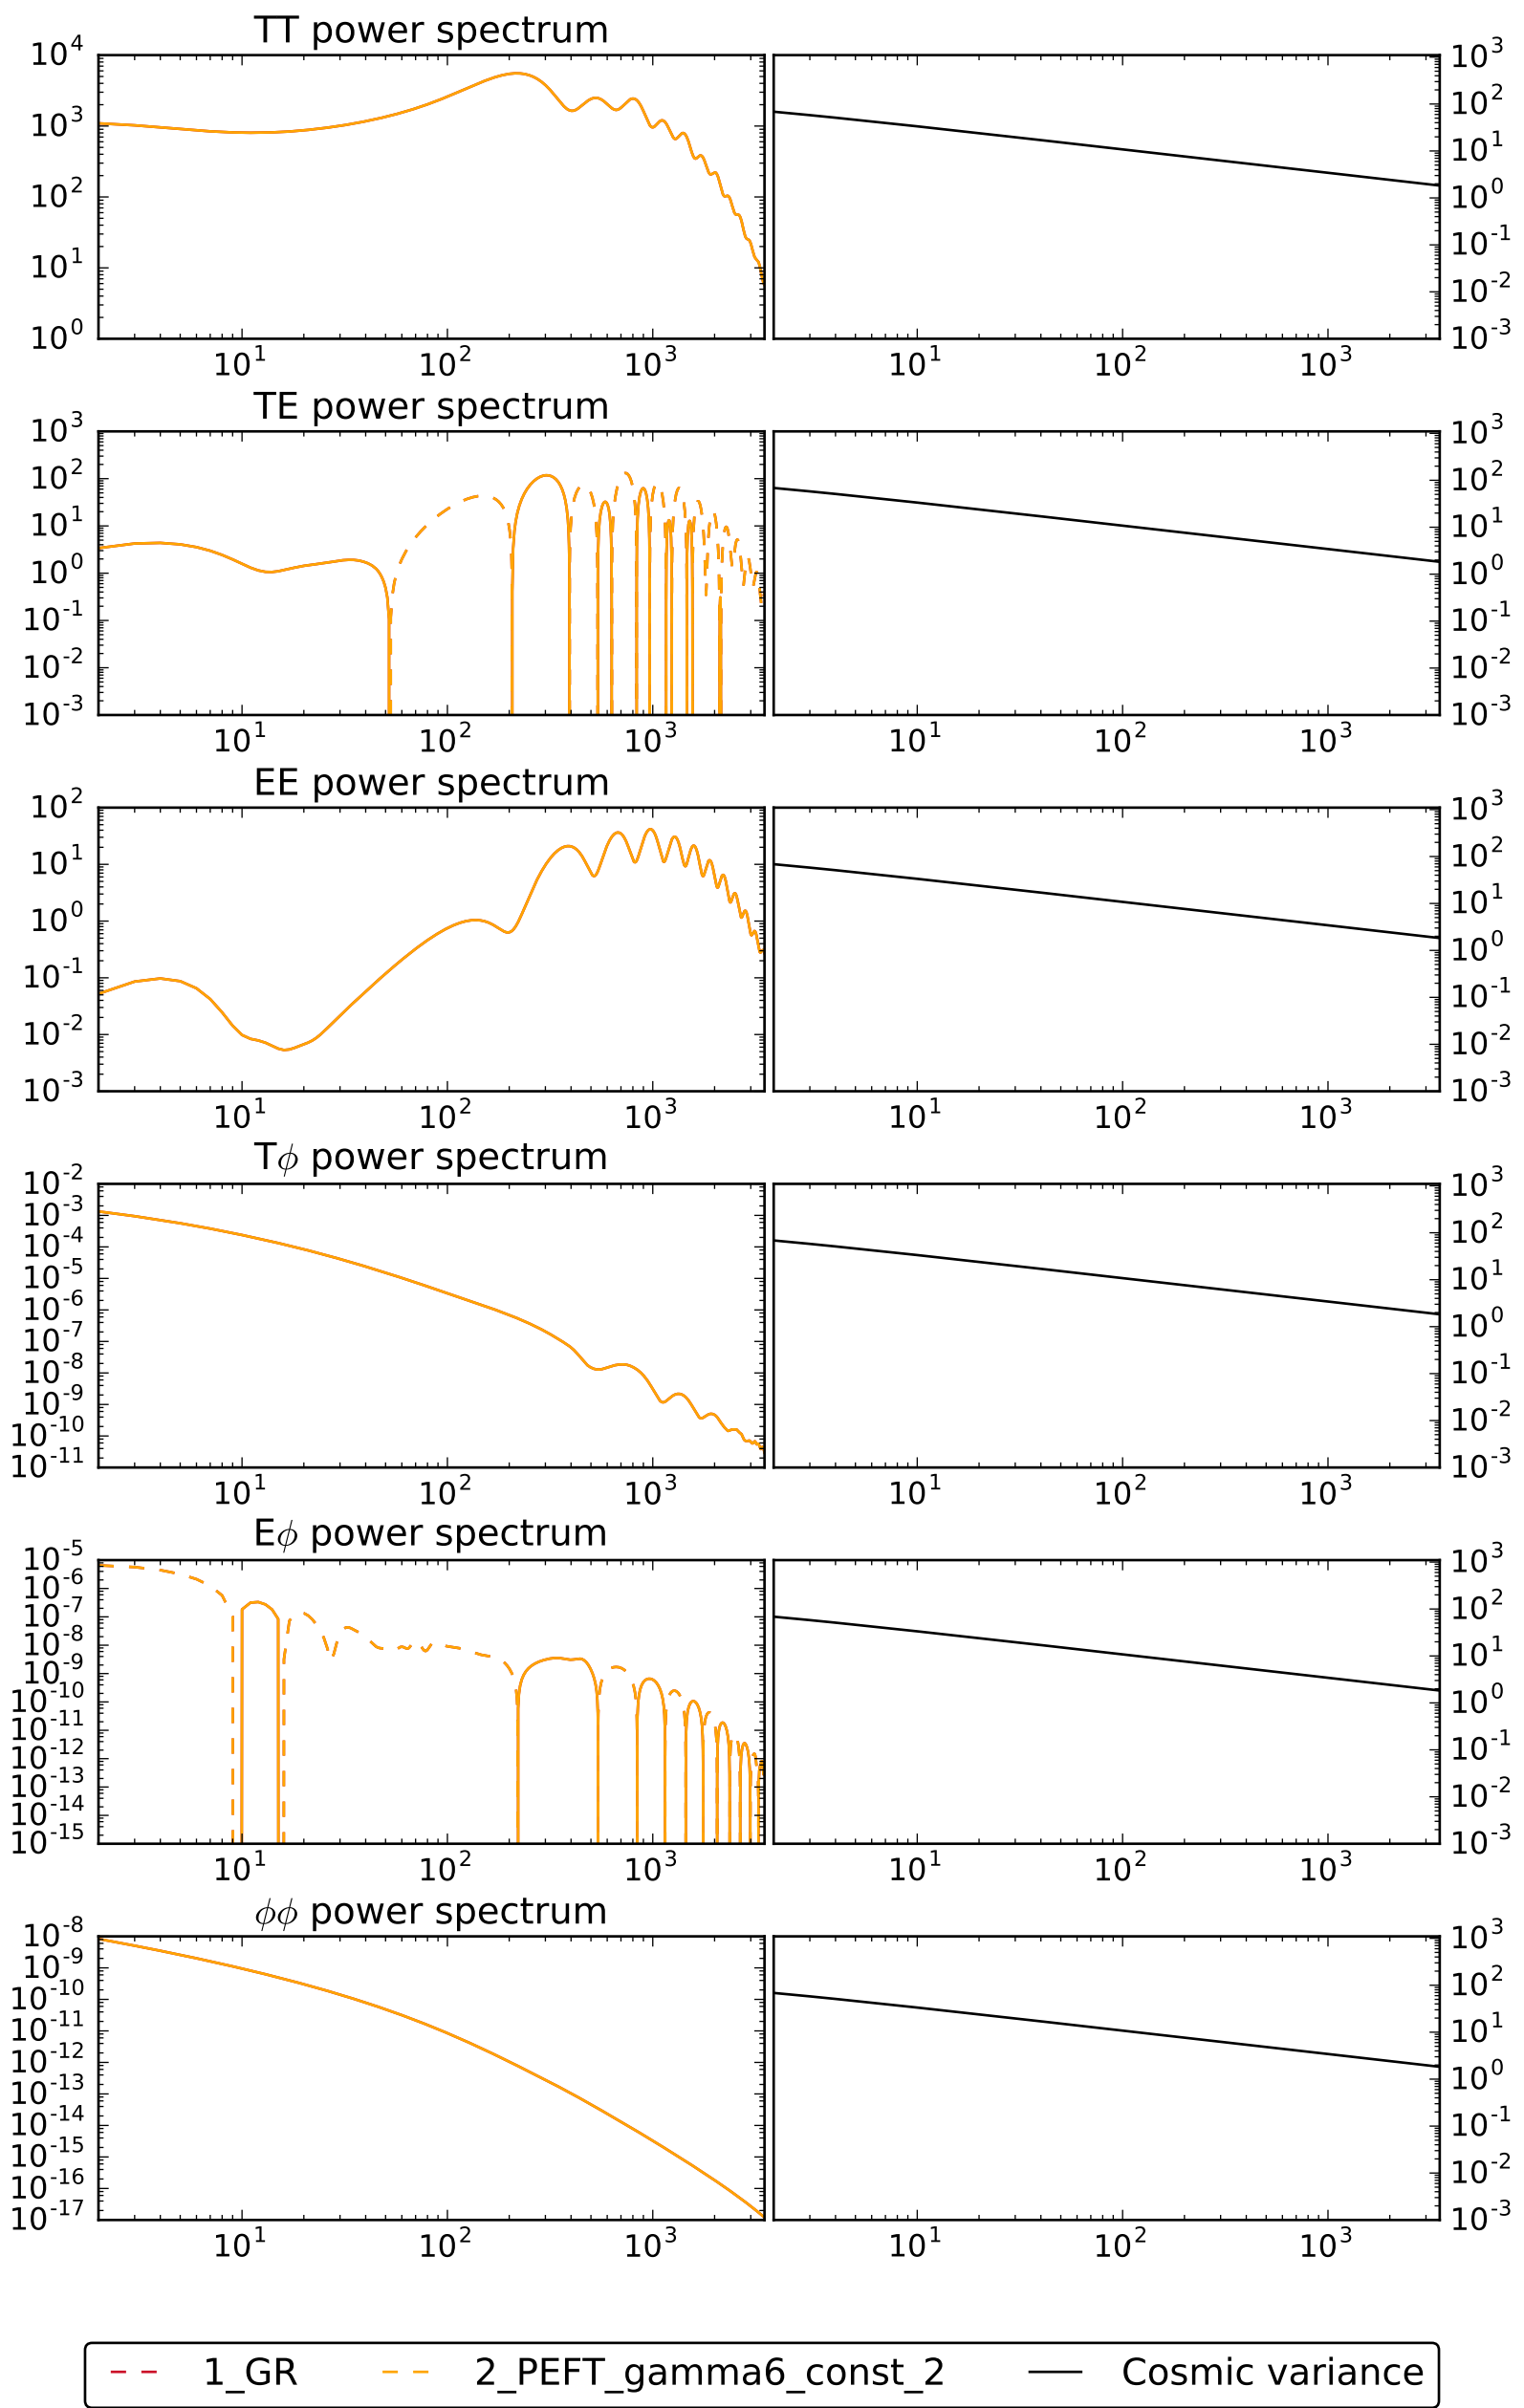 TT power spectrum
10^4 10^3 10^2 10^1 10^0
10^1 10^2 10^3
10^3 10^2 10^1 10^0 10^-1 10^-2 10^-3
10^1 10^2 10^3
TE power spectrum
10^3 10^2 10^1 10^0 10^-1 10^-2 10^-3
10^1 10^2 10^3
10^3 10^2 10^1 10^0 10^-1 10^-2 10^-3
10^1 10^2 10^3
EE power spectrum
10^2 10^1 10^0 10^-1 10^-2 10^-3
10^1 10^2 10^3
10^3 10^2 10^1 10^0 10^-1 10^-2 10^-3
10^1 10^2 10^3
Tϕ power spectrum
10^-2 10^-3 10^-4 10^-5 10^-6 10^-7 10^-8 10^-9 10^-10 10^-11
10^1 10^2 10^3
10^3 10^2 10^1 10^0 10^-1 10^-2 10^-3
10^1 10^2 10^3
Eϕ power spectrum
10^-5 10^-6 10^-7 10^-8 10^-9 10^-10 10^-11 10^-12 10^-13 10^-14 10^-15
10^1 10^2 10^3
10^3 10^2 10^1 10^0 10^-1 10^-2 10^-3
10^1 10^2 10^3
ϕϕ power spectrum
10^-8 10^-9 10^-10 10^-11 10^-12 10^-13 10^-14 10^-15 10^-16 10^-17
10^1 10^2 10^3
10^3 10^2 10^1 10^0 10^-1 10^-2 10^-3
10^1 10^2 10^3
1_GR 2_PEFT_gamma6_const_2 Cosmic variance